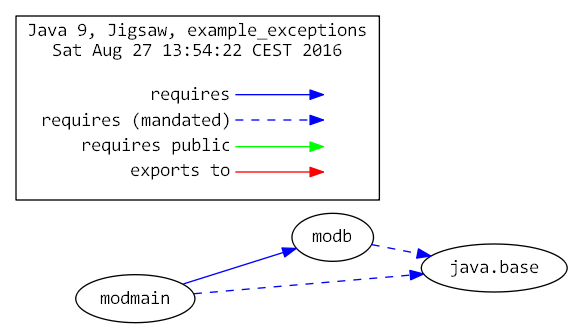 Java 9, Jigsaw, example_exceptions
Sat Aug 27 13:54:22 CEST 2016
requires
requires (mandated)
requires public
exports to
modb
java.base
modmain